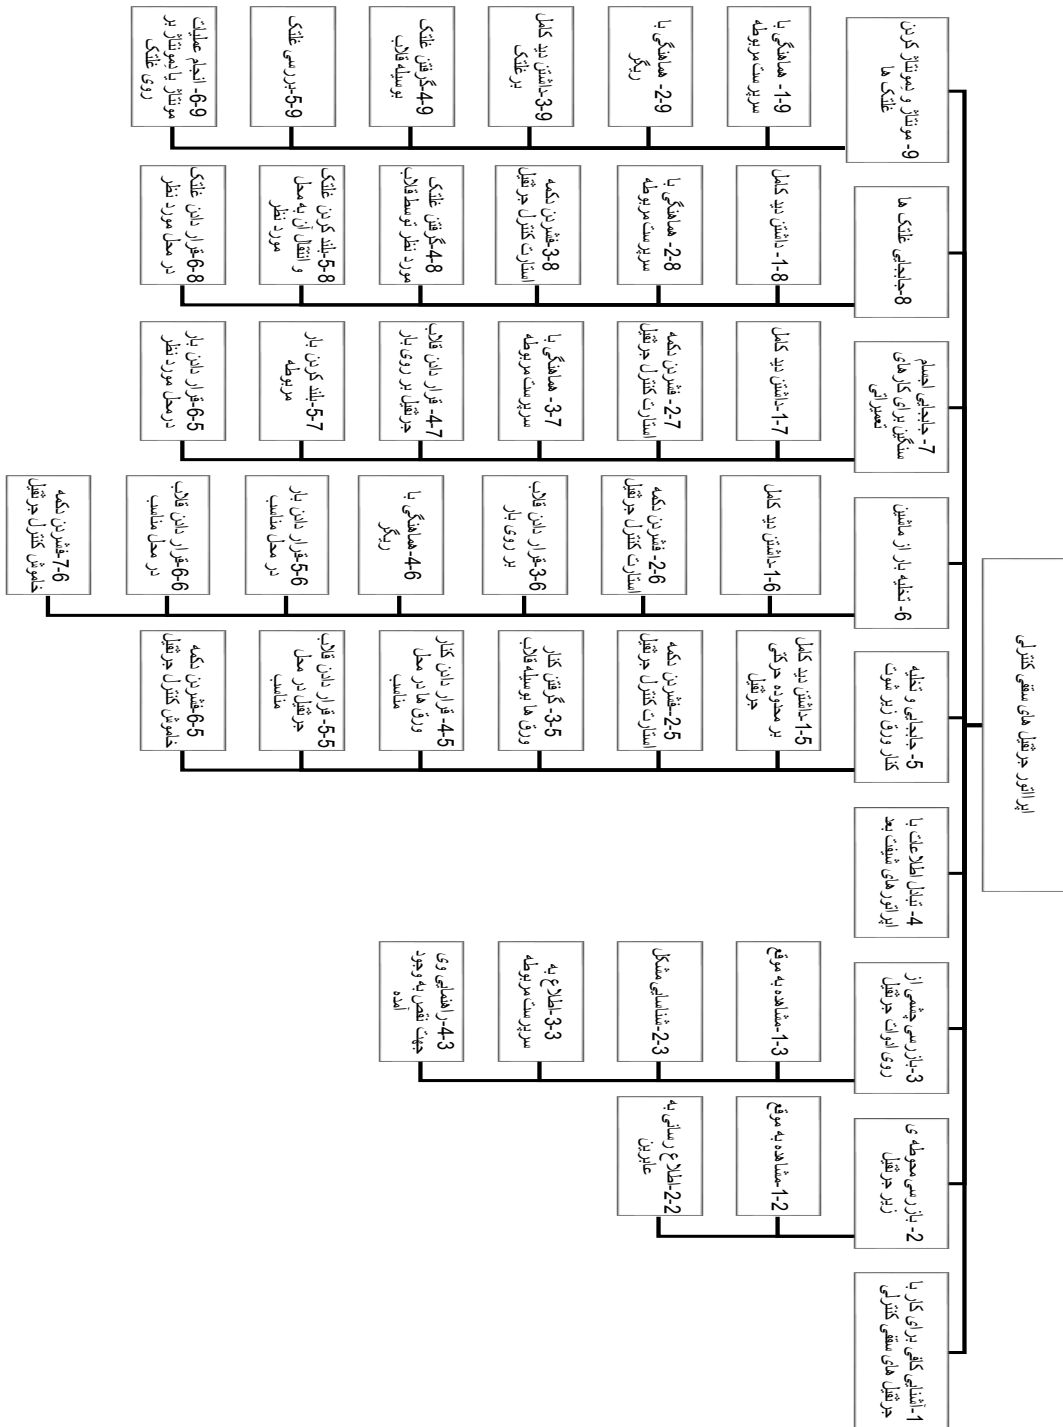 اپراتور جرثقیل های سقفی کنترلی
1-آشنایی کافی برای کار با
جرثقیل های سقفی کنترلی
2- بازرسی محوطه ی
زیر جرثقیل
1-2-مشاهده به موقع
2-2-اطلاع رسانی به
عابرین
3-بازرسی چشمی از
روی ادوات جرثقیل
1-3-مشاهده به موقع
2-3-شناسایی مشکل
3-3-اطلاع به
سرپرست مربوطه
4-3-راهنمایی وی
جهت نقص به وجود
آمده
4- تبادل اطلاعات با
اپراتورهای شیفت بعد
5- جابجایی و تخلیه
کنار ورق زیر شوت
1-5-داشتن دید کامل
بر محدوده حرکتی
جرثقیل
2-5-فشردن دکمه
استارت کنترل جرثقیل
3-5- گرفتن کنار
ورق ها بوسیله قلاب
4-5- قرار دادن کنار
ورق ها در محل
مناسب
5-5- قرار دادن قلاب
جرثقیل در محل
مناسب
6-5-فشردن دکمه
خاموش کنترل جرثقیل
6- تخلیه بار از ماشین
1-6-داشتن دید کامل
2-6- فشردن دکمه
استارت کنترل جرثقیل
3-6-قرار دادن قلاب
بر روی بار
4-6-هماهنگی با
ریگر
5-6-قرار دادن بار
در محل مناسب
6-6-قرار دادن قلاب
در محل مناسب
7-6-فشردن دکمه
خاموش کنترل جرثقیل
7- جابجایی اجسام
سنگین برای کارهای
تعمیراتی
1-7-داشتن دید کامل
2-7- فشردن دکمه
استارت کنترل جرثقیل
3-7- هماهنگی با
سرپرست مربوطه
4-7- قرار دادن قلاب
جرثقیل بر روی بار
5-7-بلند کردن بار
مربوطه
6-5-قرار دادن بار
درمحل مورد نظر
8-جابجایی غلتک ها
1-8- داشتن دید کامل
2-8- هماهنگی با
سرپرست مربوطه
3-8-فشردن دکمه
استارت کنترل جرثقیل
4-8-گرفتن غلتک
مورد نظر توسط قلاب
5-8-بلند کردن غلتک
و انتقال آن به محل
مورد نظر
6-8-قرار دادن غلتک
در محل مورد نظر
9- مونتاژ و دمونتاژ کردن
غلتک ها
1-9- هماهنگی با
سرپرست مربوطه
2-9- هماهنگی با
ریگر
3-9-داشتن دید کامل
برغلتک
4-9-گرفتن غلتک
بوسیله قلاب
5-9-بررسی غلتک
6-9- انجام عملیات
مونتاژ یا دمونتاژ بر
روی غلتک